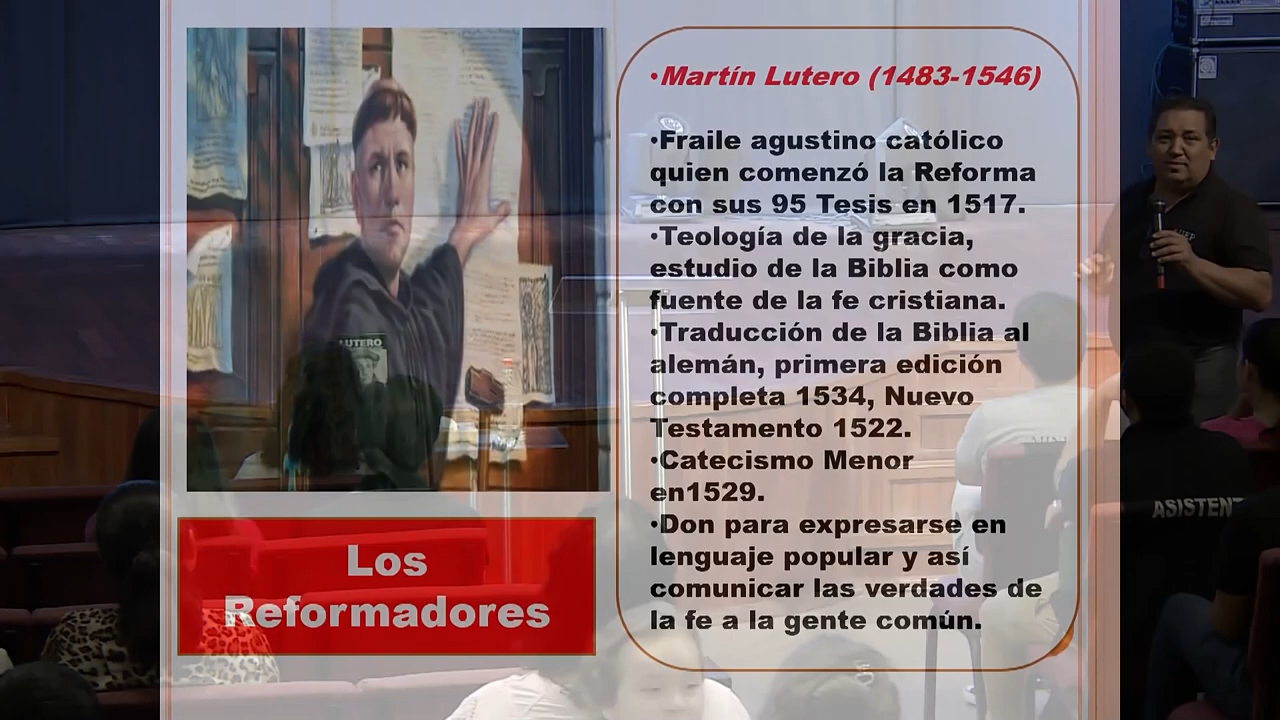 •Martín Lutero (1483-1546)
•Fraile agustino católico
quien comenzó la Reforma
con sus 95 Tesis en 1517.
•Teología de la gracia,
estudio de la Biblia como
fuente de la fe cristiana.
•Traducción de la Biblia al
alemán, primera edición
completa 1534, Nuevo
Testamento 1522.
•Catecismo Menor
en1529.
•Don para expresarse en
lenguaje popular y así
comunicar las verdades de
la fe a la gente común.
LUTERO
Los
Reformadores
ASISTENT